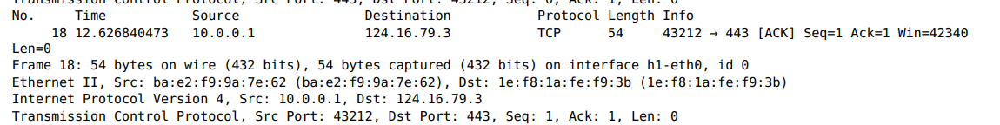 Transmission Control Protocol, Src Port: 443, Dst Port: 43212, Seq: 0, Ack: 1, Len: 0
No. Time Source Destination Protocol Length Info
18 12.626840473 10.0.0.1 124.16.79.3 TCP 54 43212 → 443 [ACK] Seq=1 Ack=1 Win=42340
Len=0
Frame 18: 54 bytes on wire (432 bits), 54 bytes captured (432 bits) on interface h1-eth0, id 0
Ethernet II, Src: ba:e2:f9:9a:7e:62 (ba:e2:f9:9a:7e:62), Dst: 1e:f8:1a:fe:f9:3b (1e:f8:1a:fe:f9:3b)
Internet Protocol Version 4, Src: 10.0.0.1, Dst: 124.16.79.3
Transmission Control Protocol, Src Port: 43212, Dst Port: 443, Seq: 1, Ack: 1, Len: 0